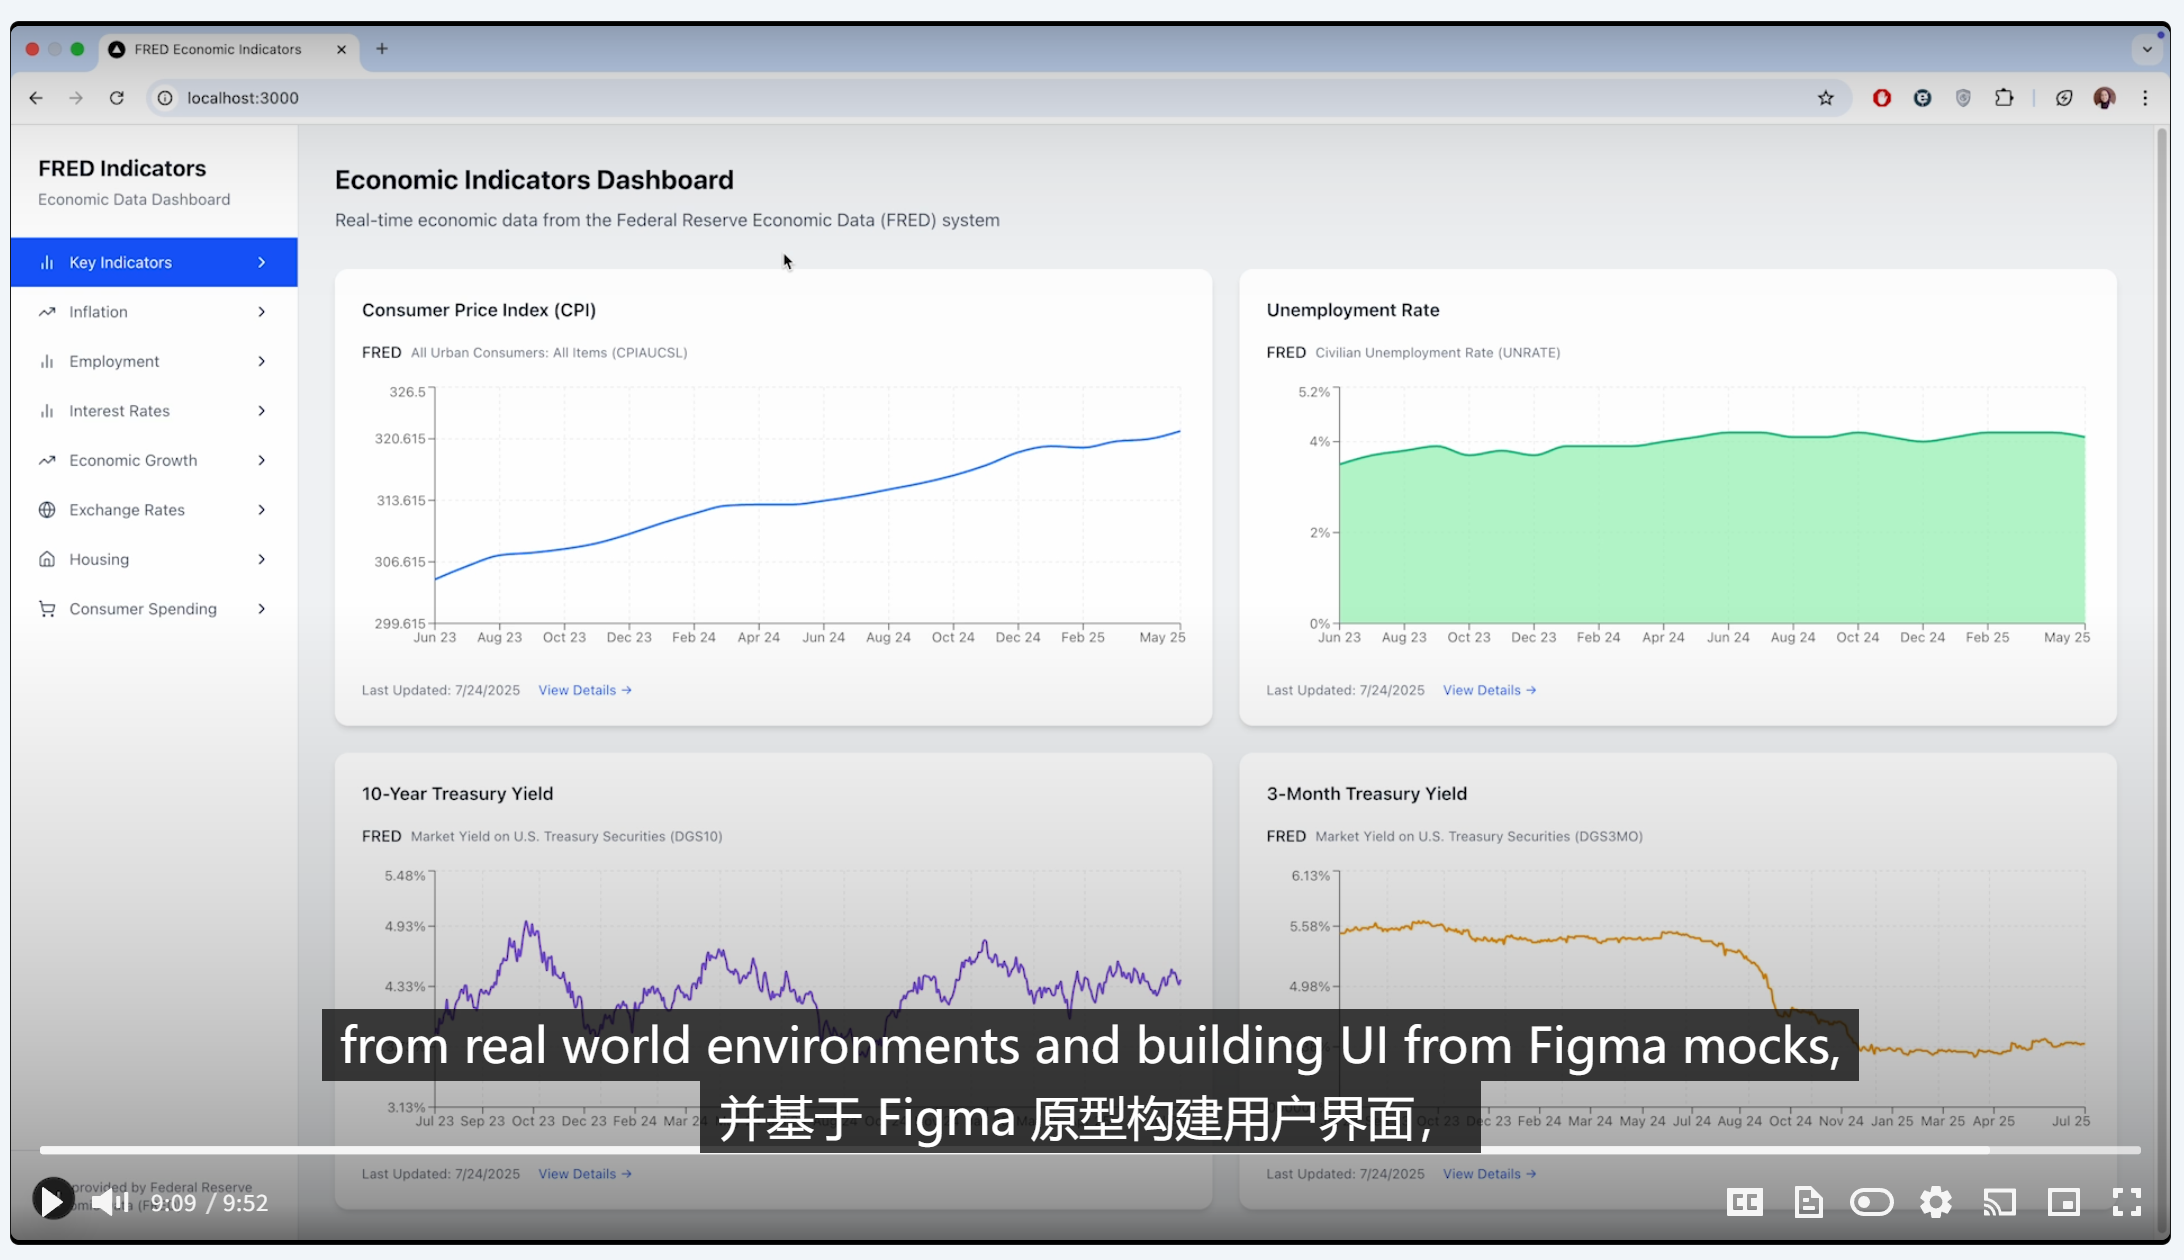 FRED Economic Indicators
localhost:3000
FRED Indicators
Economic Data Dashboard
Key Indicators
Inflation
Employment
Interest Rates
Economic Growth
Exchange Rates
Housing
Consumer Spending
Economic Indicators Dashboard
Real-time economic data from the Federal Reserve Economic Data (FRED) system
Consumer Price Index (CPI)
FRED All Urban Consumers: All Items (CPIAUCSL)
326.5
320.615
313.615
306.615
299.615
Jun 23 Aug 23 Oct 23 Dec 23 Feb 24 Apr 24 Jun 24 Aug 24 Oct 24 Dec 24 Feb 25 May 25
Last Updated: 7/24/2025 View Details →
Unemployment Rate
FRED Civilian Unemployment Rate (UNRATE)
5.2%
4%
2%
0%
Jun 23 Aug 23 Oct 23 Dec 23 Feb 24 Apr 24 Jun 24 Aug 24 Oct 24 Dec 24 Feb 25 May 25
Last Updated: 7/24/2025 View Details →
10-Year Treasury Yield
FRED Market Yield on U.S. Treasury Securities (DGS10)
5.48%
4.93%
4.33%
3.13%
Jul 23 Sep 23 Oct 23 Dec 23 Feb 24 Mar 24
Last Updated: 7/24/2025 View Details →
3-Month Treasury Yield
FRED Market Yield on U.S. Treasury Securities (DGS3MO)
6.13%
5.58%
4.98%
Dec 23 Feb 24 Mar 24 May 24 Jul 24 Aug 24 Oct 24 Nov 24 Jan 25 Mar 25 Apr 25 Jul 25
Last Updated: 7/24/2025 View Details →
from real world environments and building UI from Figma mocks,
并基于 Figma 原型构建用户界面，
provided by Federal Reserve
9:09 / 9:52
CC